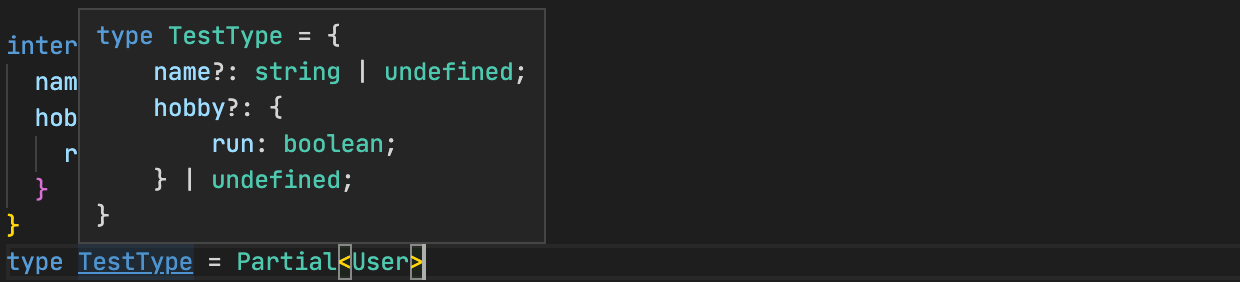 type TestType = {
name?: string | undefined;
hobby?: {
run: boolean;
} | undefined;
}
inter
nam
hob
r
}
}
type TestType = Partial<User>